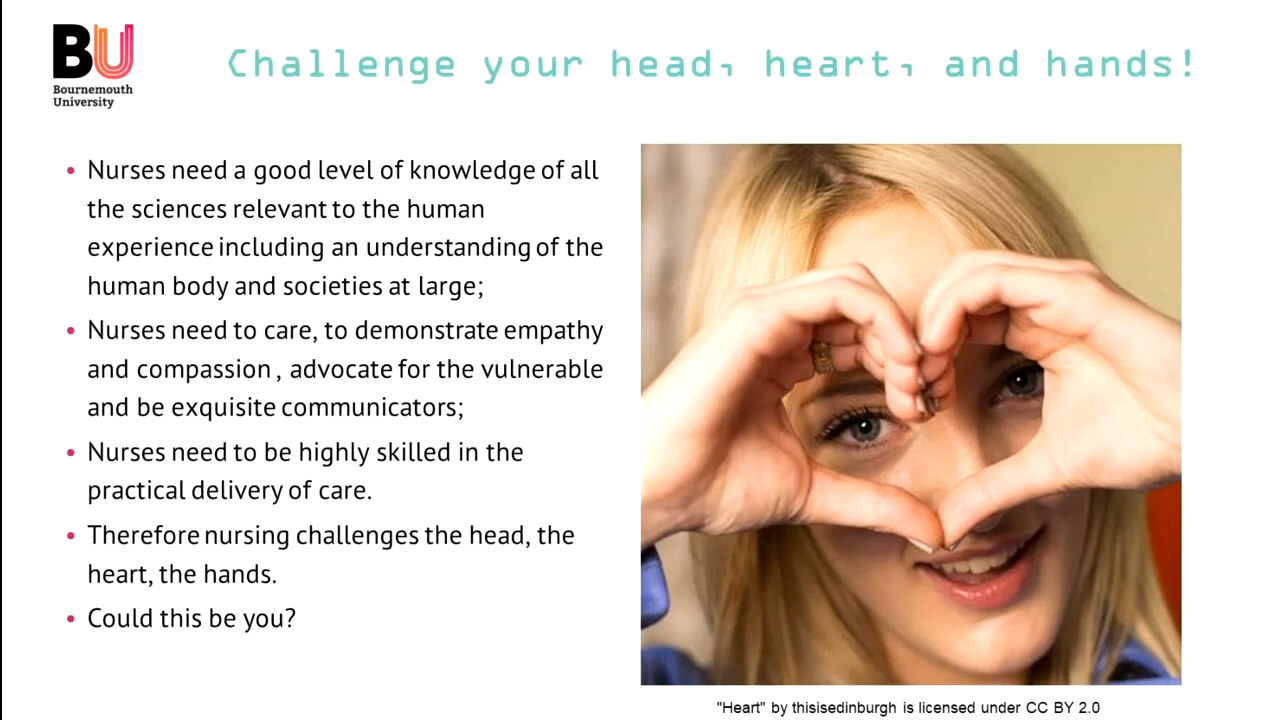 BU
Bournemouth
University
Challenge your head, heart, and hands!
• Nurses need a good level of knowledge of all
the sciences relevant to the human
experience including an understanding of the
human body and societies at large;
• Nurses need to care, to demonstrate empathy
and compassion , advocate for the vulnerable
and be exquisite communicators;
• Nurses need to be highly skilled in the
practical delivery of care.
• Therefore nursing challenges the head, the
heart, the hands.
• Could this be you?
"Heart" by thisisedinburgh is licensed under CC BY 2.0